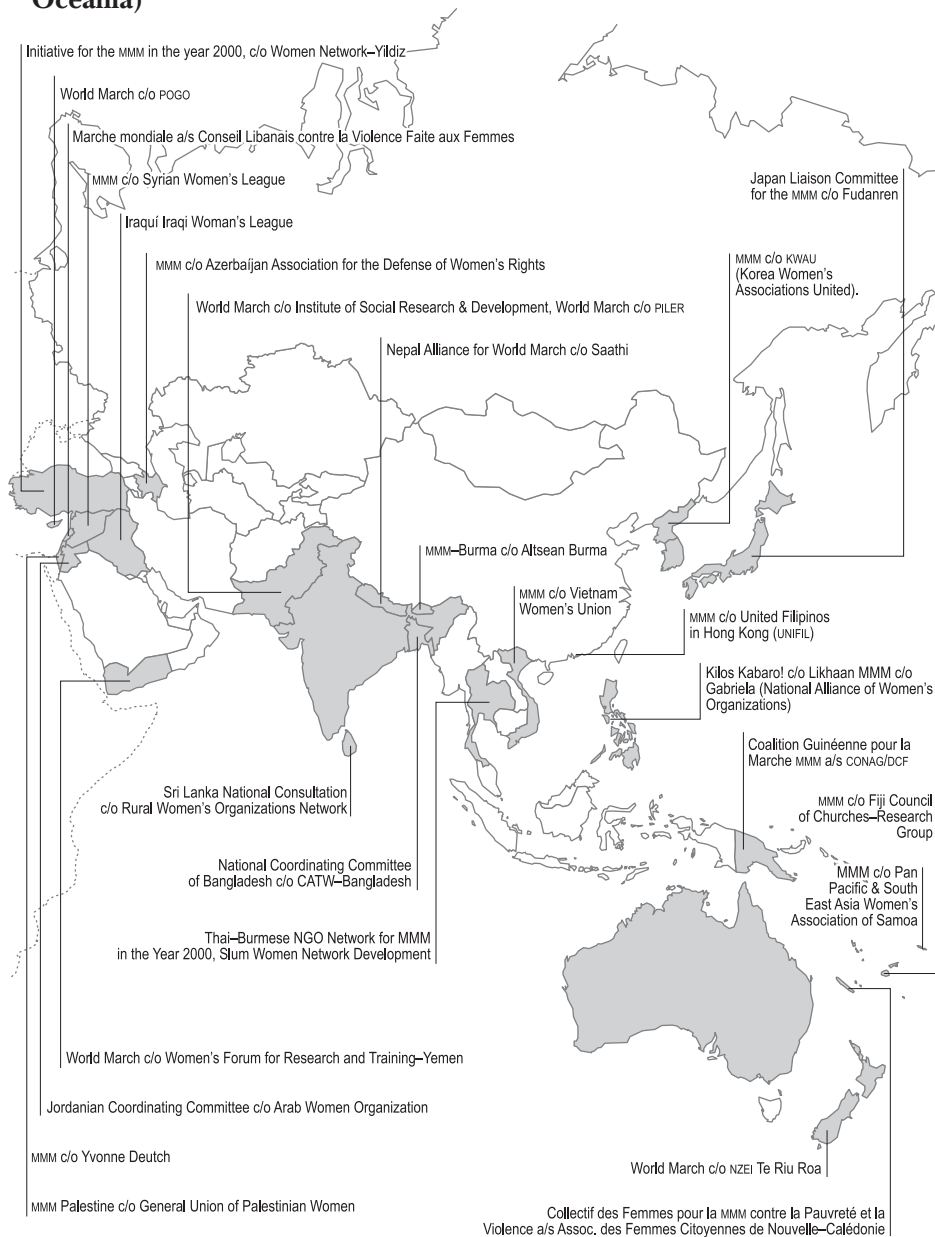 Oceania)
Initiative for the MMM in the year 2000, c/o Women Network–Yildiz
World March c/o POGO
Marche mondiale a/s Conseil Libanais contre la Violence Faite aux Femmes
MMM c/o Syrian Women's League
Iraquí Iraqi Woman's League
MMM c/o Azerbaíjan Association for the Defense of Women's Rights
World March c/o Institute of Social Research & Development, World March c/o PILER
Nepal Alliance for World March c/o Saathi
Japan Liaison Committee
for the MMM c/o Fudanren
MMM c/o KWAU
(Korea Women's
Associations United).
MMM–Burma c/o Altsean Burma
MMM c/o Vietnam
Women's Union
MMM c/o United Filipinos
in Hong Kong (UNIFIL)
Kilos Kabaro! c/o Likhaan MMM c/o
Gabriela (National Alliance of Women's
Organizations)
Coalition Guinéenne pour la
Marche MMM a/s CONAG/DCF
MMM c/o Fiji Council
of Churches–Research
Group
MMM c/o Pan
Pacific & South
East Asia Women's
Association of Samoa
Sri Lanka National Consultation
c/o Rural Women's Organizations Network
National Coordinating Committee
of Bangladesh c/o CATW–Bangladesh
Thai–Burmese NGO Network for MMM
in the Year 2000, Slum Women Network Development
World March c/o Women's Forum for Research and Training–Yemen
Jordanian Coordinating Committee c/o Arab Women Organization
MMM c/o Yvonne Deutch
MMM Palestine c/o General Union of Palestinian Women
World March c/o NZEI Te Riu Roa
Collectif des Femmes pour la MMM contre la Pauvreté et la
Violence a/s Assoc. des Femmes Citoyennes de Nouvelle–Calédonie